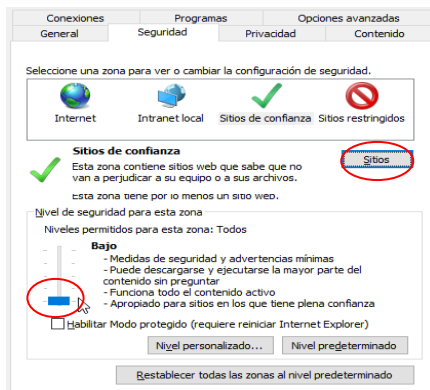 Conexiones Programas Opciones avanzadas
General Seguridad Privacidad Contenido
Seleccione una zona para ver o cambiar la configuración de seguridad.
Internet Intranet local Sitios de confianza Sitios restringidos
Sitios de confianza
Sitios
Esta zona contiene sitios web que sabe que no
van a perjudicar a su equipo o a sus archivos.
Esta zona tiene por lo menos un sitio web.
Nivel de seguridad para esta zona
Niveles permitidos para esta zona: Todos
Bajo
- Medidas de seguridad y advertencias mínimas
- Puede descargarse y ejecutarse la mayor parte del
contenido sin preguntar
- Funciona todo el contenido activo
- Apropiado para sitios en los que tiene plena confianza
Habilitar Modo protegido (requiere reiniciar Internet Explorer)
Nivel personalizado... Nivel predeterminado
Restablecer todas las zonas al nivel predeterminado